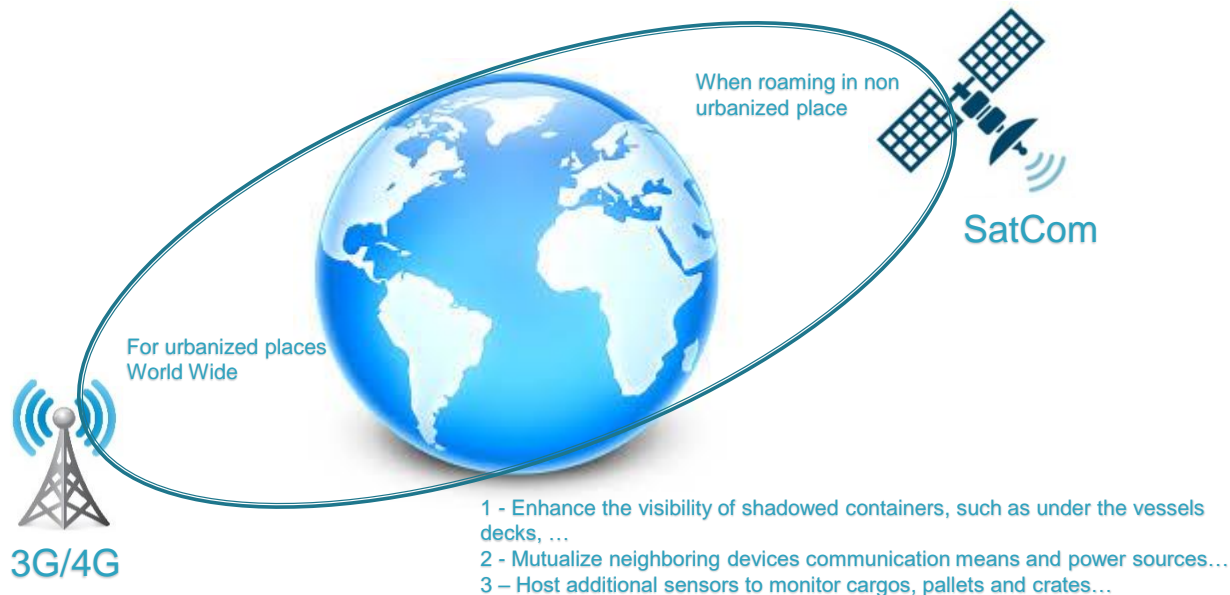 When roaming in non
urbanized place
SatCom
For urbanized places
World Wide
3G/4G
1 - Enhance the visibility of shadowed containers, such as under the vessels
decks, …
2 - Mutualize neighboring devices communication means and power sources…
3 – Host additional sensors to monitor cargos, pallets and crates…